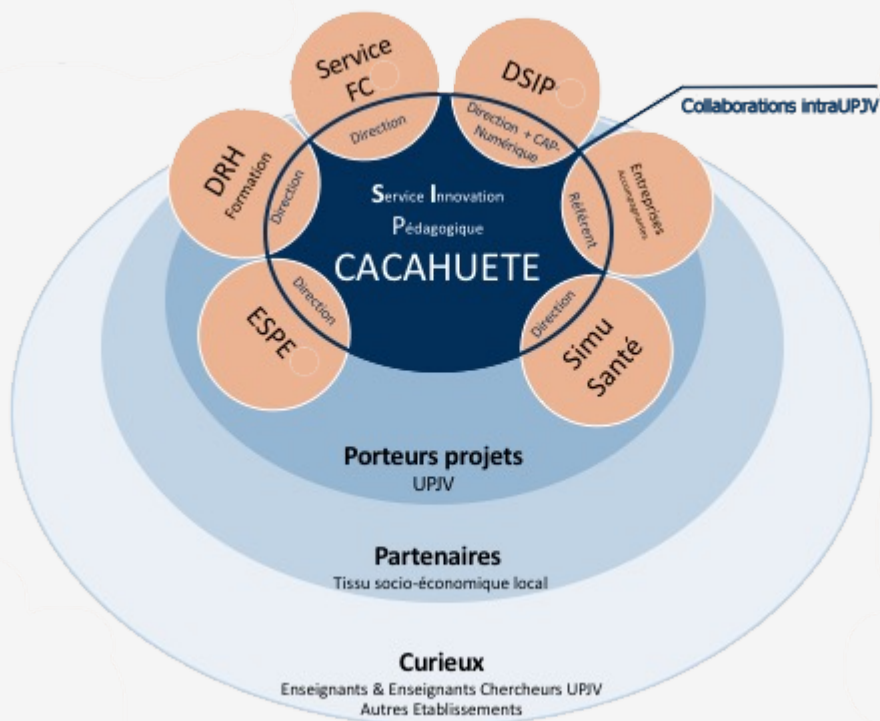 Service
FC
Direction
DSIP
Direction + CAP-
Numérique
Collaborations intraUPJV
DRH
Formation
Direction
Entreprises
Accompagnantes
Référent
Service Innovation
Pédagogique
CACAHUETE
ESPE
Direction
Simu
Santé
Direction
Porteurs projets
UPJV
Partenaires
Tissu socio-économique local
Curieux
Enseignants & Enseignants Chercheurs UPJV
Autres Etablissements